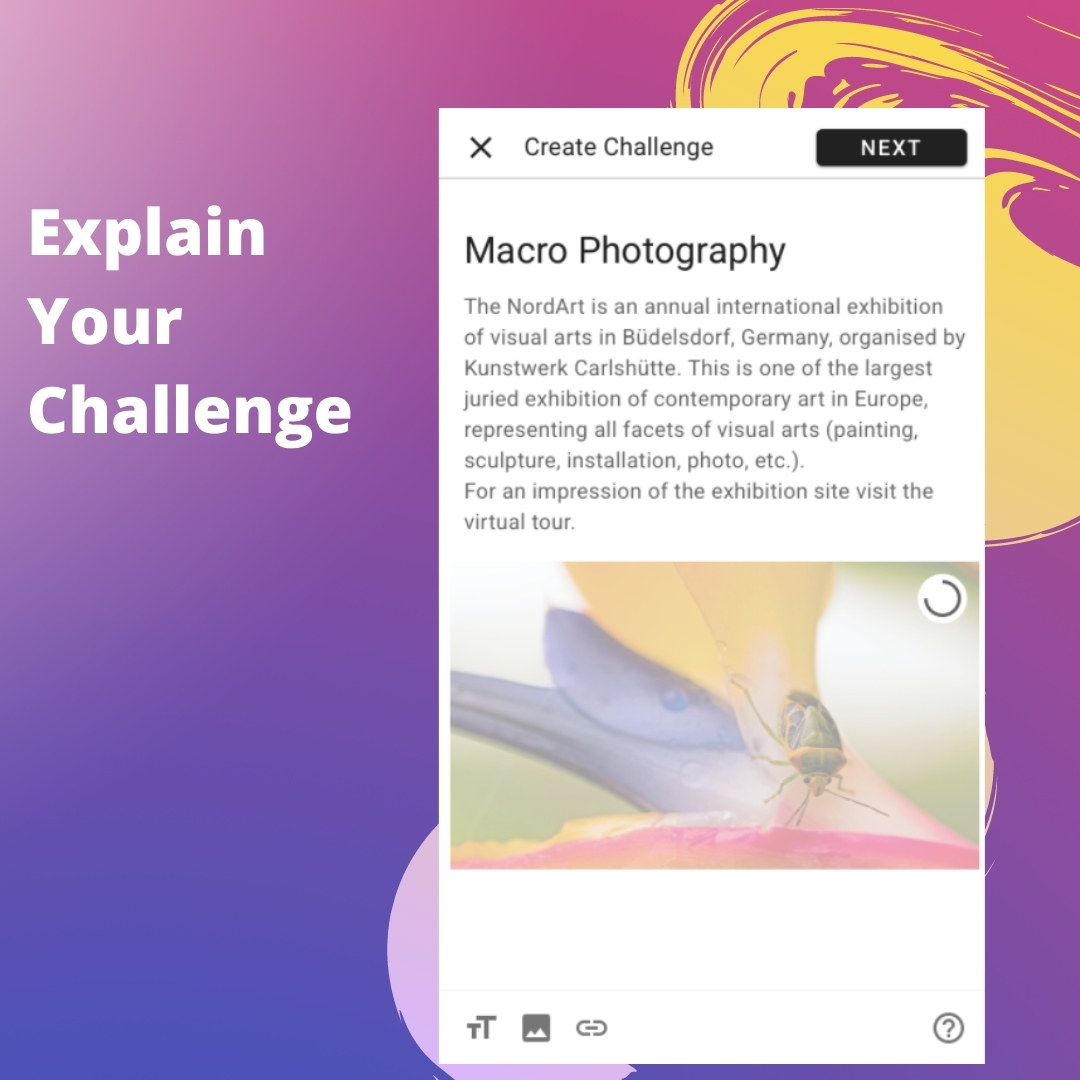 Explain
Your
Challenge
Create Challenge
NEXT
Macro Photography
The NordArt is an annual international exhibition
of visual arts in Büdelsdorf, Germany, organised by
Kunstwerk Carlshütte. This is one of the largest
juried exhibition of contemporary art in Europe,
representing all facets of visual arts (painting,
sculpture, installation, photo, etc.).
For an impression of the exhibition site visit the
virtual tour.